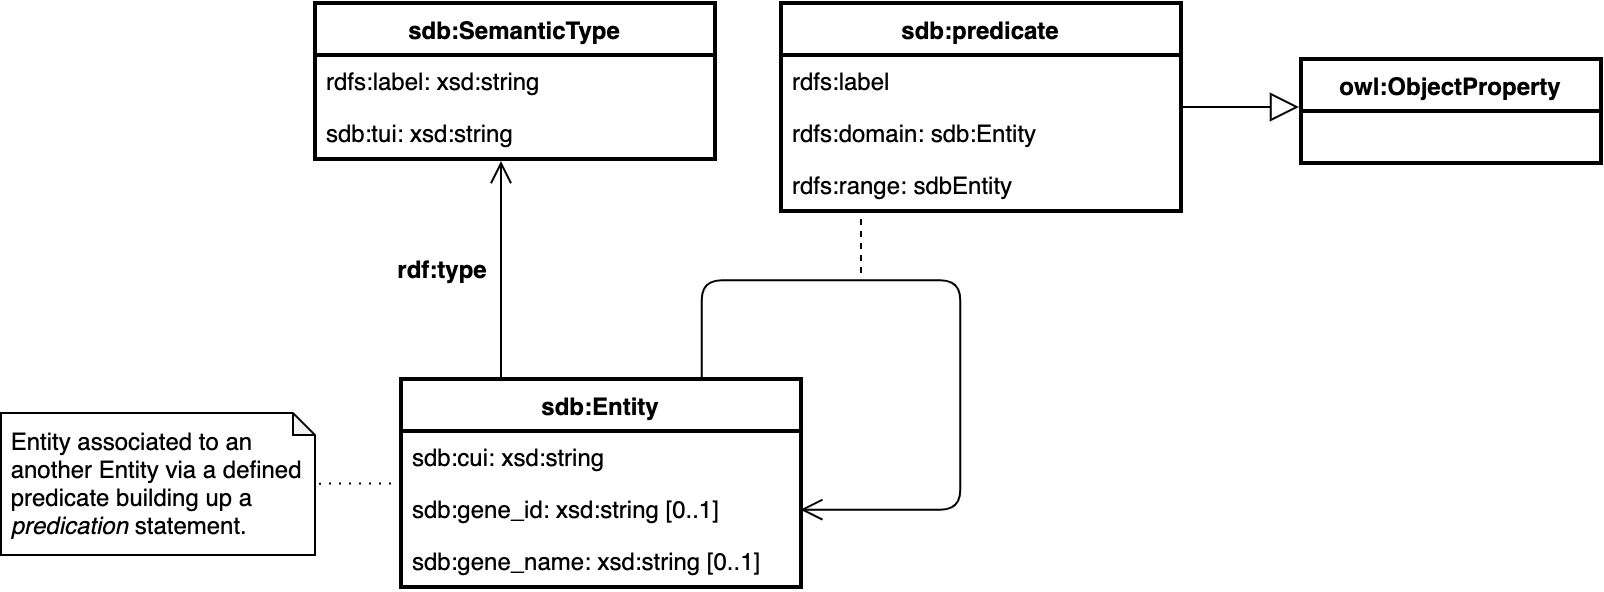 sdb:SemanticType
rdfs:label: xsd:string
sdb:tui: xsd:string
sdb:predicate
rdfs:label
rdfs:domain: sdb:Entity
rdfs:range: sdbEntity
owl:ObjectProperty
rdf:type
sdb:Entity
sdb:cui: xsd:string
sdb:gene_id: xsd:string [0..1]
sdb:gene_name: xsd:string [0..1]
Entity associated to an
another Entity via a defined
predicate building up a
predication statement.